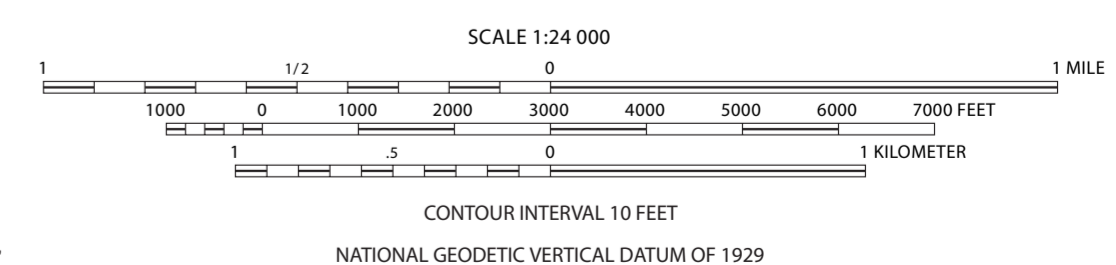 SCALE 1:24 000
1 1/2 0 1 MILE
1000 0 1000 2000 3000 4000 5000 6000 7000 FEET
1 .5 0 1 KILOMETER
CONTOUR INTERVAL 10 FEET
NATIONAL GEODETIC VERTICAL DATUM OF 1929